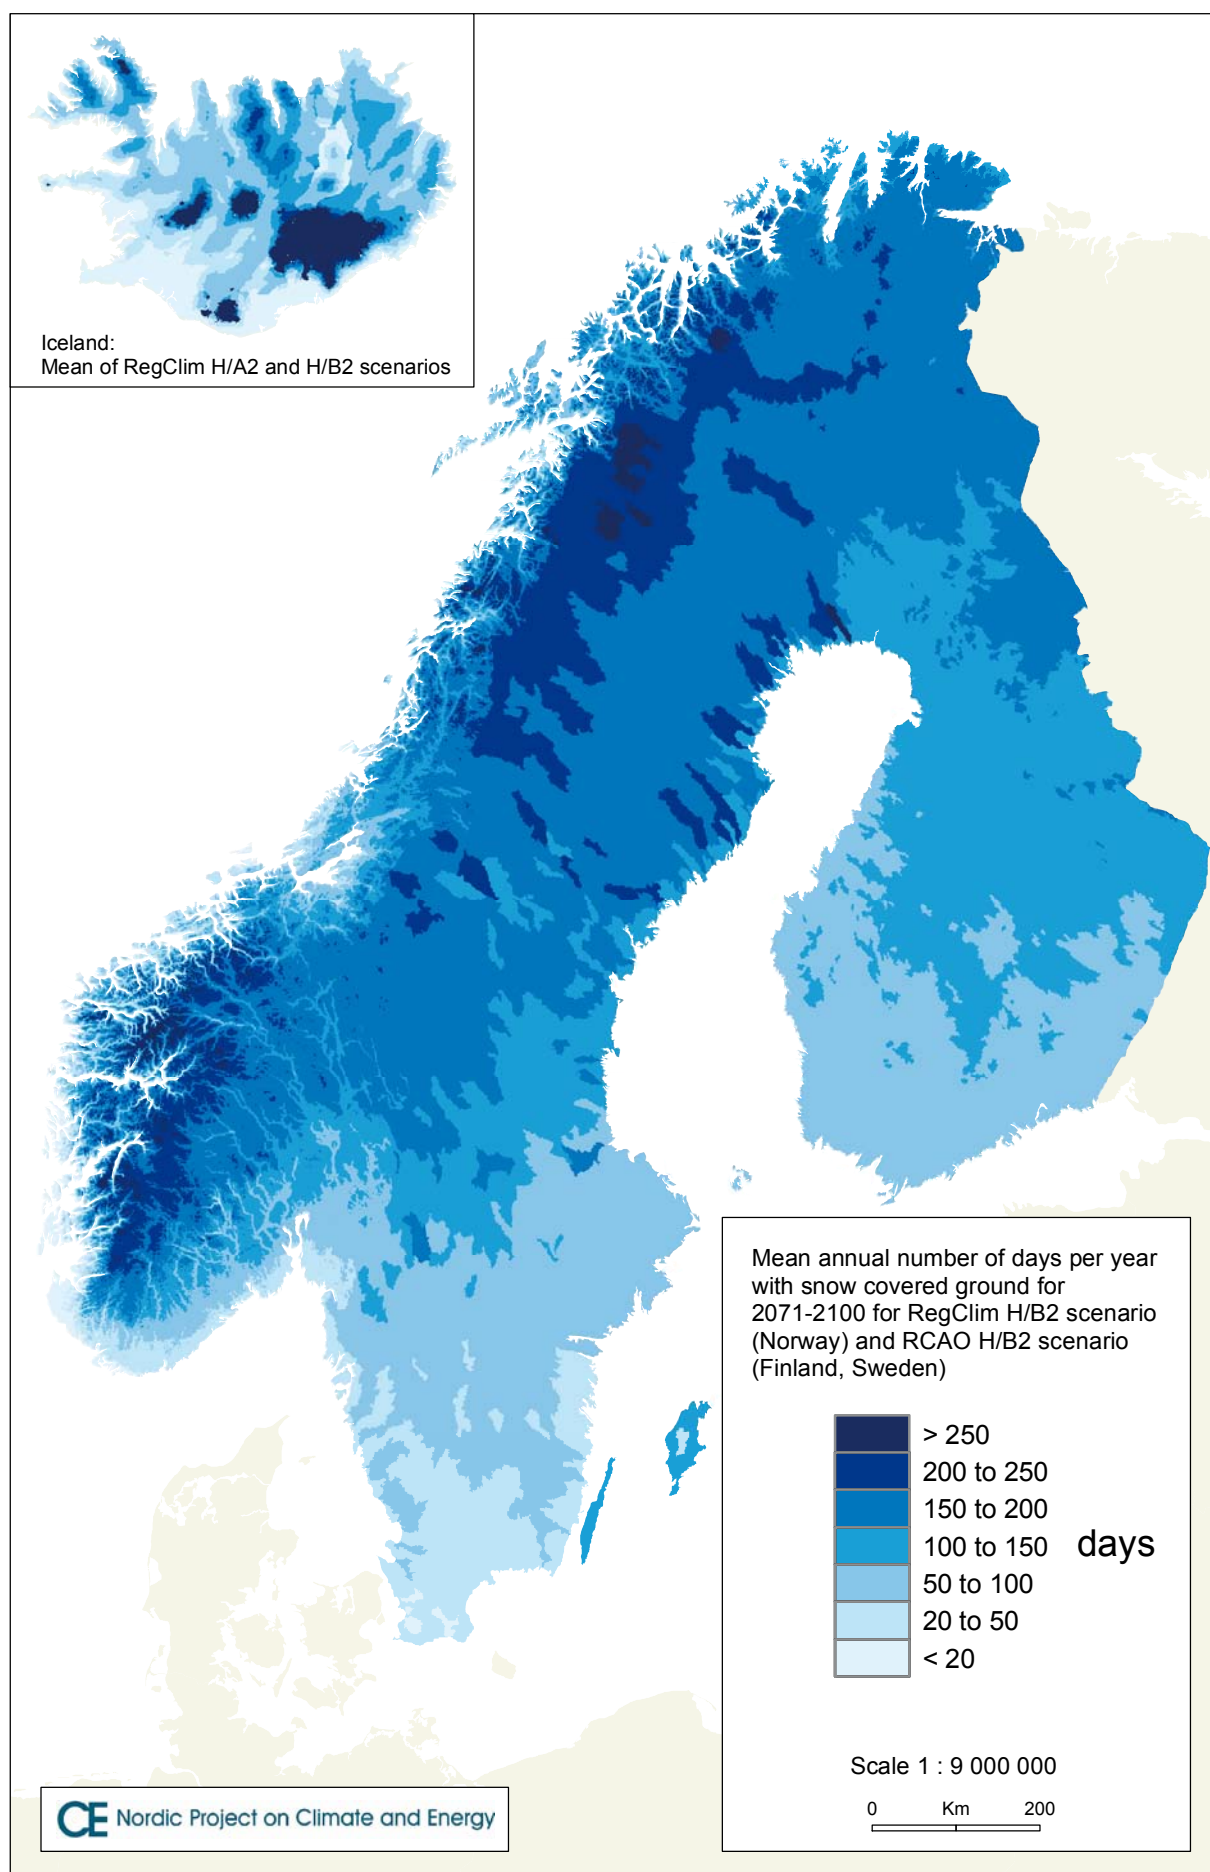 Iceland:
Mean of RegClim H/A2 and H/B2 scenarios
Mean annual number of days per year
with snow covered ground for
2071-2100 for RegClim H/B2 scenario
(Norway) and RCAO H/B2 scenario
(Finland, Sweden)
> 250
200 to 250
150 to 200
100 to 150 days
50 to 100
20 to 50
< 20
Scale 1 : 9 000 000
0 Km 200
CE Nordic Project on Climate and Energy